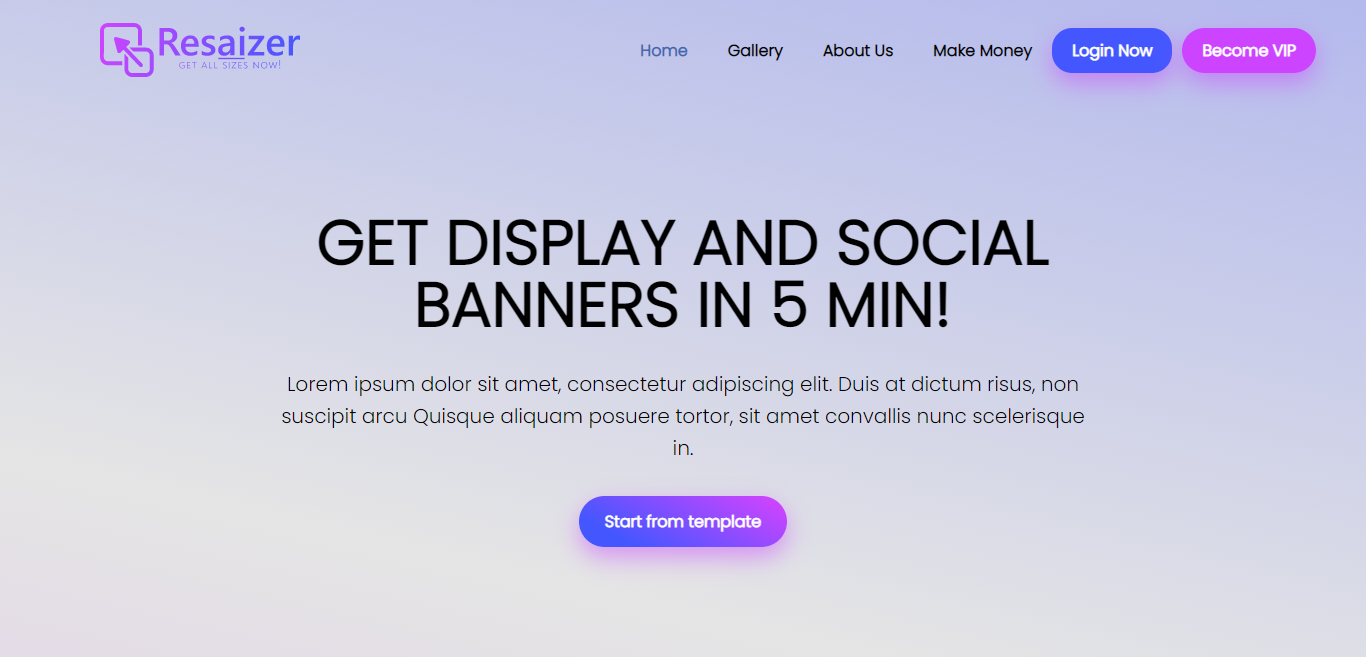 Resaizer
GET ALL SIZES NOW!
Home Gallery About Us Make Money Login Now Become VIP
GET DISPLAY AND SOCIAL
BANNERS IN 5 MIN!
Lorem ipsum dolor sit amet, consectetur adipiscing elit. Duis at dictum risus, non
suscipit arcu Quisque aliquam posuere tortor, sit amet convallis nunc scelerisque
in.
Start from template